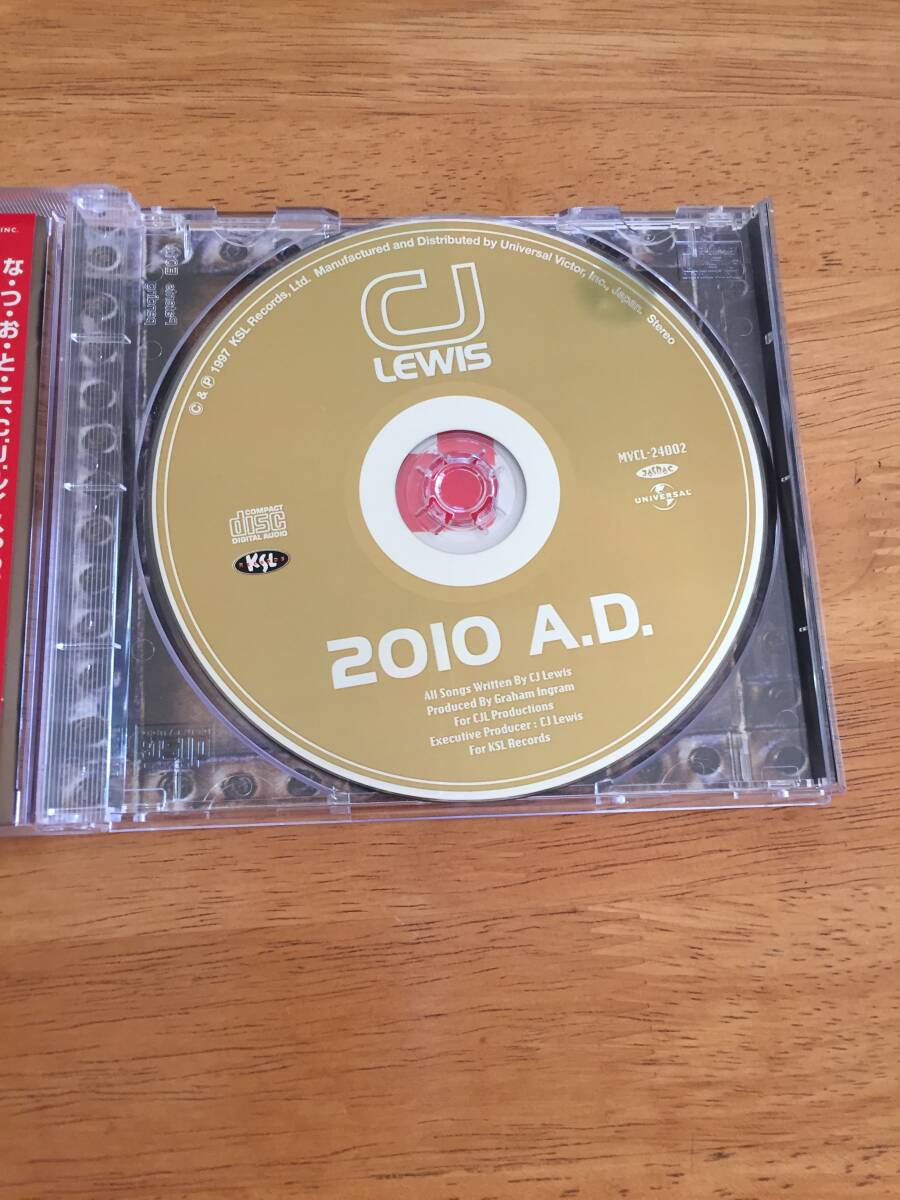 INC.
な・つ・お・と・こ、C.J.ル
© & ℗ 1997 KSL Records, Ltd. Manufactured and Distributed by Universal Victor, Inc., Japan. Stereo
CJ
LEWIS
MVCL-24002
JASRAC
UNIVERSAL
COMPACT
disc
DIGITAL AUDIO
KSL
2010 A.D.
All Songs Written By CJ Lewis
Produced By Graham Ingram
For CJL Productions
Executive Producer : CJ Lewis
For KSL Records